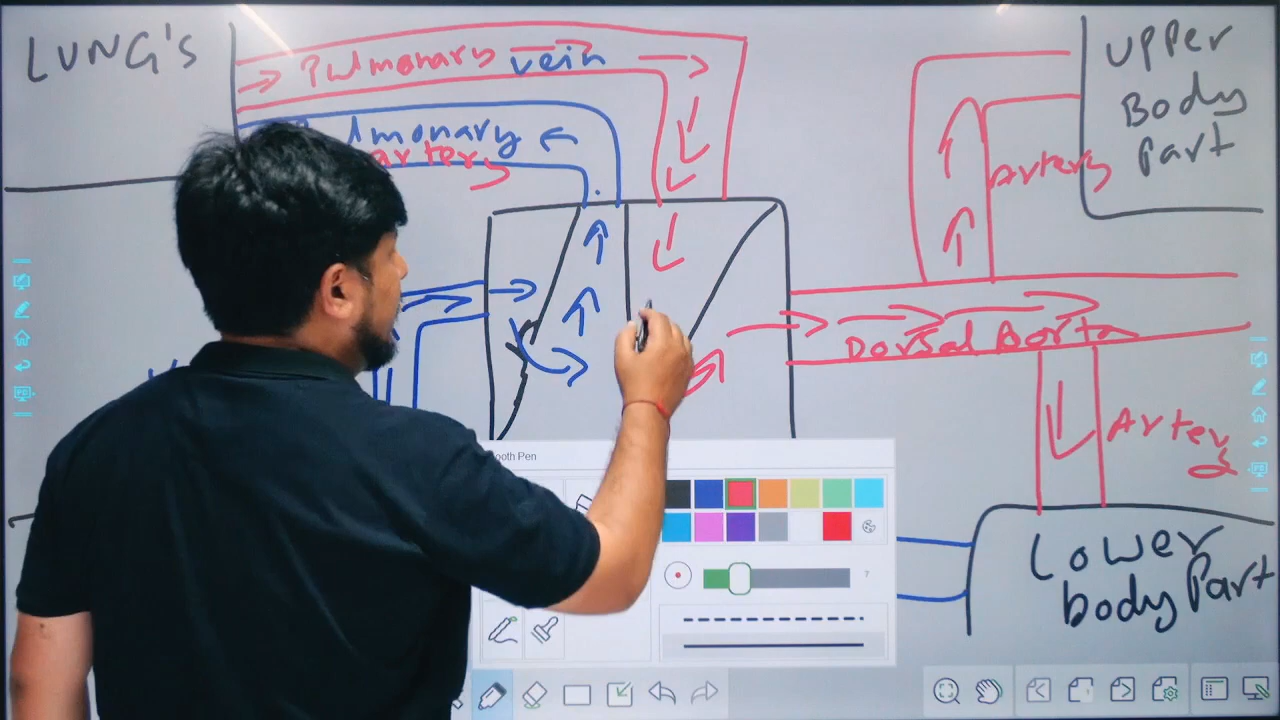 LUNG's
Pulmonary vein
lmonary
artery
Upper
Body
Part
Artery
Dorsal Aorta
Artery
ooth Pen
Lower
body Part